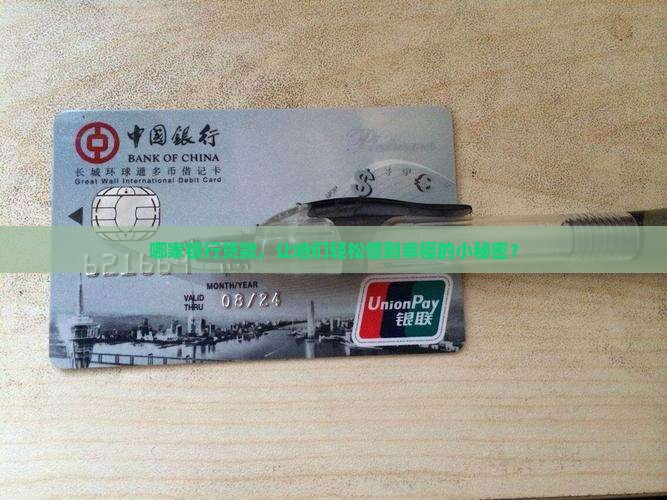 中国银行
BANK OF CHINA
长城环球通多币借记卡
Great Wall International Debit Card
Platinum
哪家银行贷款，让咱们轻松借到幸福的小秘密？
MONTH/YEAR
VALID THRU 08/24
UnionPay
银联